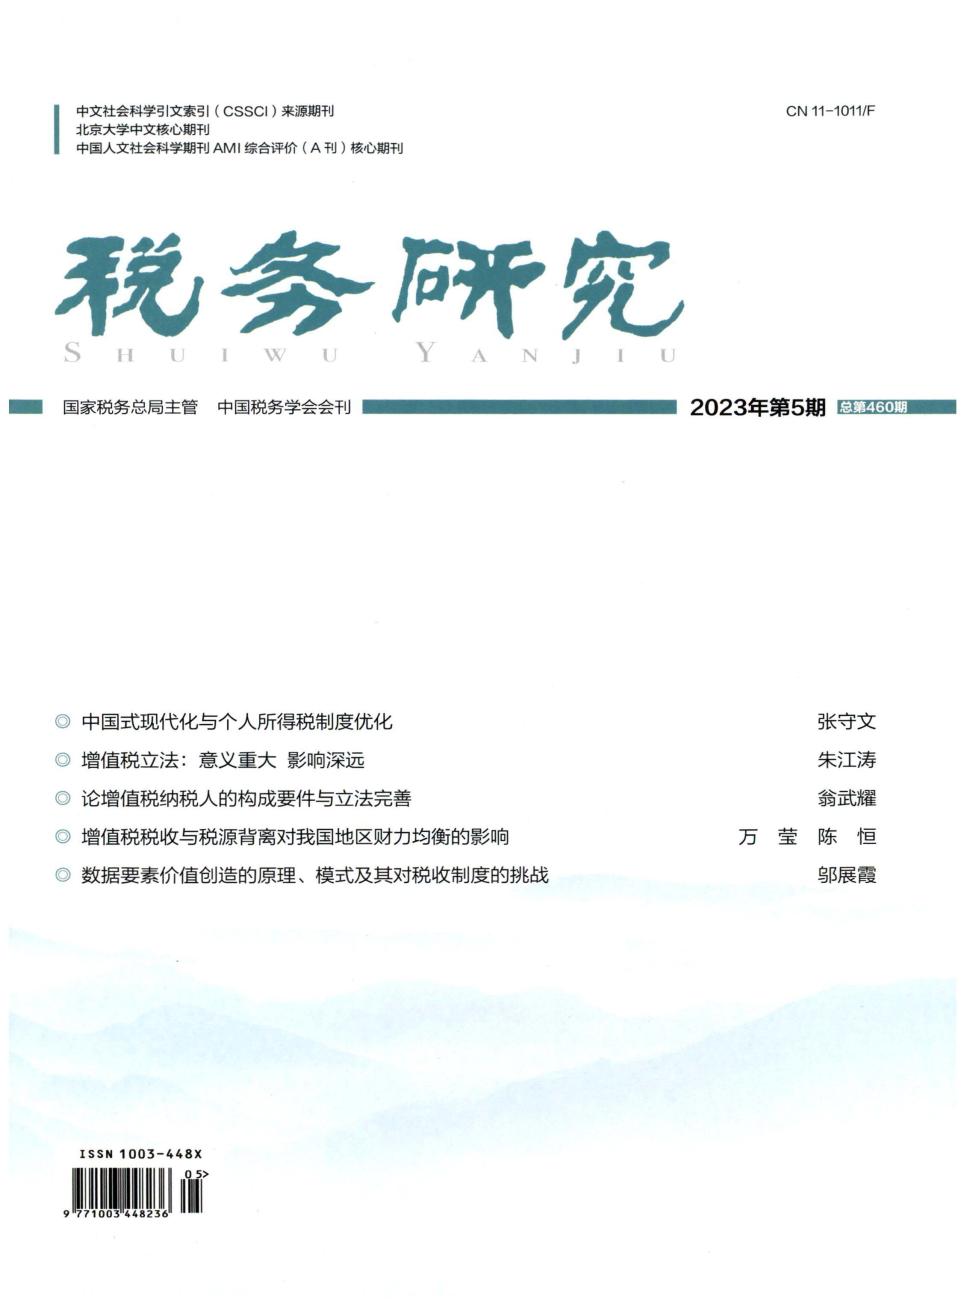 中文社会科学引文索引（CSSCI）来源期刊
CN 11-1011/F
北京大学中文核心期刊
中国人文社会科学期刊 AMI 综合评价（A 刊）核心期刊
税务研究
SHUIWU YANJIU
国家税务总局主管 中国税务学会会刊 2023年第5期 总第460期
◎ 中国式现代化与个人所得税制度优化 张守文
◎ 增值税立法：意义重大 影响深远 朱江涛
◎ 论增值税纳税人的构成要件与立法完善 翁武耀
◎ 增值税税收与税源背离对我国地区财力均衡的影响 万 莹 陈 恒
◎ 数据要素价值创造的原理、模式及其对税收制度的挑战 邬展霞
ISSN 1003-448X
05>
9 771003 448236